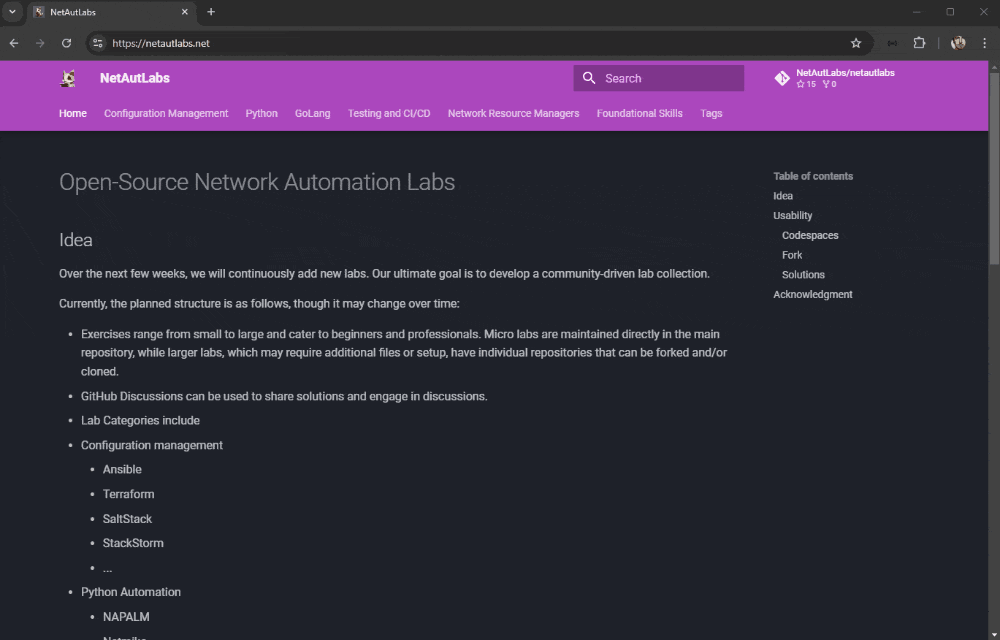 NetAutLabs
https://netautlabs.net
NetAutLabs
Search
NetAutLabs/netautlabs
15 0
Home Configuration Management Python GoLang Testing and CI/CD Network Resource Managers Foundational Skills Tags
Open-Source Network Automation Labs
Idea
Over the next few weeks, we will continuously add new labs. Our ultimate goal is to develop a community-driven lab collection.
Currently, the planned structure is as follows, though it may change over time:
• Exercises range from small to large and cater to beginners and professionals. Micro labs are maintained directly in the main
repository, while larger labs, which may require additional files or setup, have individual repositories that can be forked and/or
cloned.
• GitHub Discussions can be used to share solutions and engage in discussions.
• Lab Categories include
• Configuration management
• Ansible
• Terraform
• SaltStack
• StackStorm
• ...
• Python Automation
• NAPALM
Table of contents
Idea
Usability
Codespaces
Fork
Solutions
Acknowledgment